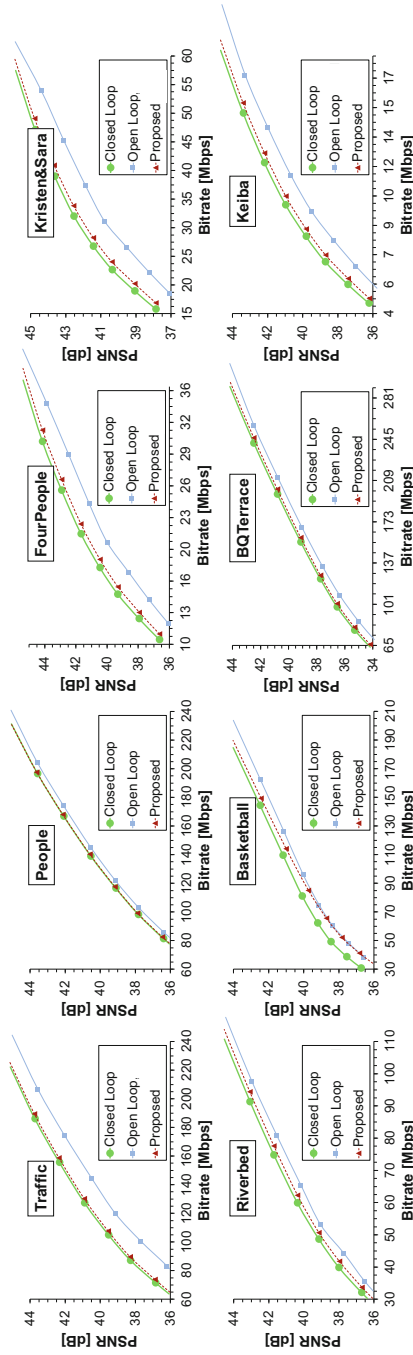 Traffic
PSNR [dB]
44
42
40
38
36
60 80 100 120 140 160 180 200 220 240
Bitrate [Mbps]
Closed Loop
Open Loop,
Proposed
People
PSNR [dB]
44
42
40
38
36
60 80 100 120 140 160 180 200 220 240
Bitrate [Mbps]
Closed Loop
Open Loop
Proposed
FourPeople
PSNR [dB]
44
42
40
38
36
10 13 16 20 23 26 29 33 36
Bitrate [Mbps]
Closed Loop
Open Loop
Proposed
Kristen&Sara
PSNR [dB]
45
43
41
39
37
15 20 25 30 35 40 45 50 55 60
Bitrate [Mbps]
Closed Loop
Open Loop,
Proposed
Riverbed
PSNR [dB]
44
42
40
38
36
30 40 50 60 70 80 90 100 110
Bitrate [Mbps]
Closed Loop
Open Loop
Proposed
Basketball
PSNR [dB]
44
42
40
38
36
30 50 70 90 110 130 150 170 190 210
Bitrate [Mbps]
Closed Loop
Open Loop
Proposed
BQTerrace
PSNR [dB]
44
41
39
36
34
65 101 137 173 209 245 281
Bitrate [Mbps]
Closed Loop
Open Loop
Proposed
Keiba
PSNR [dB]
44
42
40
38
36
4 6 7 9 10 12 13 15 17
Bitrate [Mbps]
Closed Loop
Open Loop
Proposed